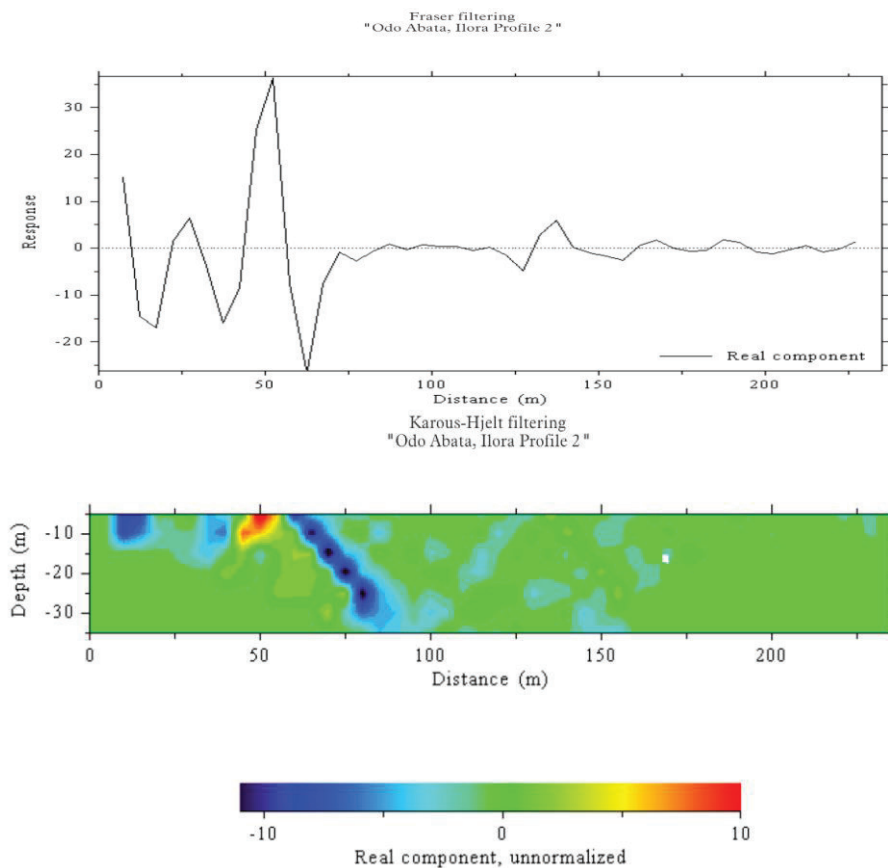 Fraser filtering
"Odo Abata, Ilora Profile 2"
30
20
10
0
-10
-20
Response
Real component
0 50 100 150 200
Distance (m)
Karous-Hjelt filtering
"Odo Abata, Ilora Profile 2"
-10
-20
-30
Depth (m)
0 50 100 150 200
Distance (m)
-10 0 10
Real component, unnormalized